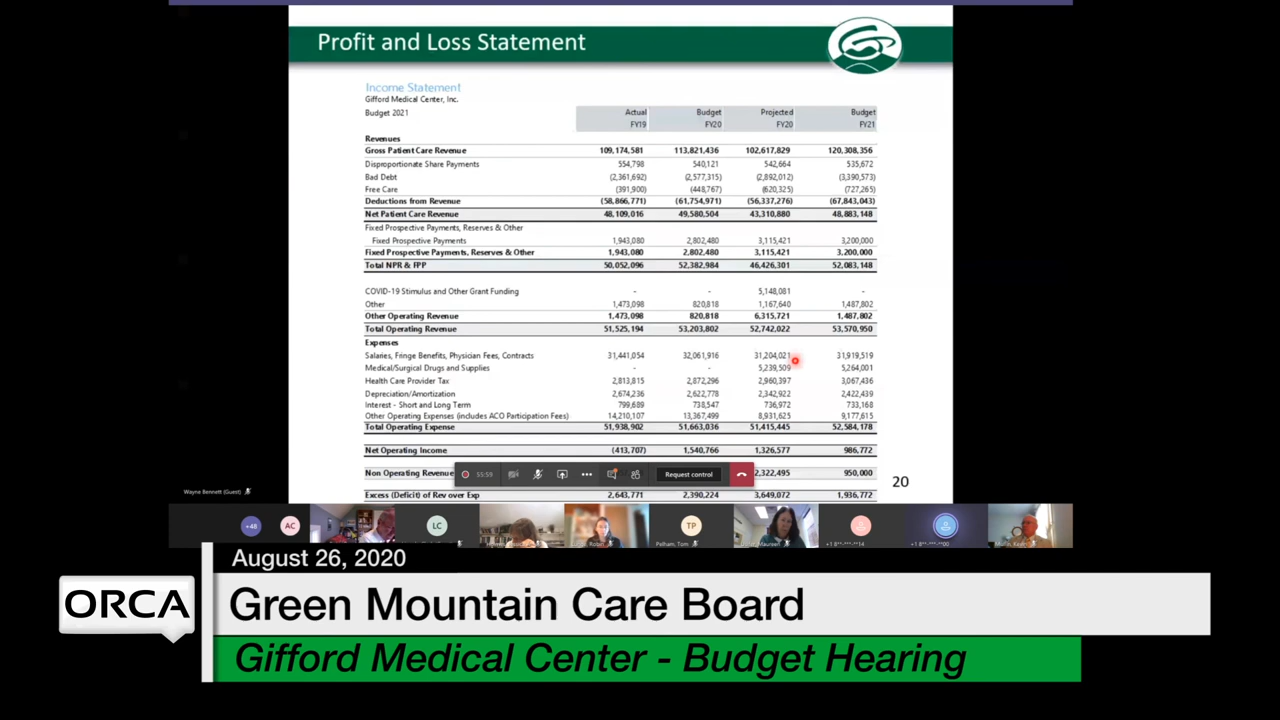 Profit and Loss Statement
Income Statement
Gifford Medical Center, Inc.
Budget 2021
Actual Budget Projected Budget
FY19 FY20 FY20 FY21
Revenues
Gross Patient Care Revenue 109,174,581 113,821,436 102,617,829 120,308,356
Disproportionate Share Payments 554,798 540,121 542,664 535,672
Bad Debt (2,361,692) (2,577,315) (2,892,012) (3,390,573)
Free Care (391,900) (448,767) (620,325) (727,265)
Deductions from Revenue (58,866,771) (61,754,971) (56,337,276) (67,843,043)
Net Patient Care Revenue 48,109,016 49,580,504 43,310,880 48,883,148
Fixed Prospective Payments, Reserves & Other
Fixed Prospective Payments 1,943,080 2,802,480 3,115,421 3,200,000
Fixed Prospective Payments, Reserves & Other 1,943,080 2,802,480 3,115,421 3,200,000
Total NPR & FPP 50,052,096 52,382,984 46,426,301 52,083,148
COVID-19 Stimulus and Other Grant Funding - - 5,148,081 -
Other 1,473,098 820,818 1,167,640 1,487,802
Other Operating Revenue 1,473,098 820,818 6,315,721 1,487,802
Total Operating Revenue 51,525,194 53,203,802 52,742,022 53,570,950
Expenses
Salaries, Fringe Benefits, Physician Fees, Contracts 31,441,054 32,061,916 31,204,021 31,919,519
Medical/Surgical Drugs and Supplies - - 5,239,509 5,264,001
Health Care Provider Tax 2,813,815 2,872,296 2,960,397 3,067,436
Depreciation/Amortization 2,674,236 2,622,778 2,342,922 2,422,439
Interest - Short and Long Term 799,689 738,547 736,972 733,168
Other Operating Expenses (includes ACO Participation Fees) 14,210,107 13,367,499 8,931,625 9,177,615
Total Operating Expense 51,938,902 51,663,036 51,415,445 52,584,178
Net Operating Income (413,707) 1,540,766 1,326,577 986,772
Non Operating Revenue 2,322,495 950,000
55:59
Request control
Excess (Deficit) of Rev over Exp 2,643,771 2,390,224 3,649,072 1,936,772
20
Wayne Bennett (Guest)
+48 AC LC TP
Pelham, Tom
August 26, 2020
ORCA
Green Mountain Care Board
Gifford Medical Center - Budget Hearing